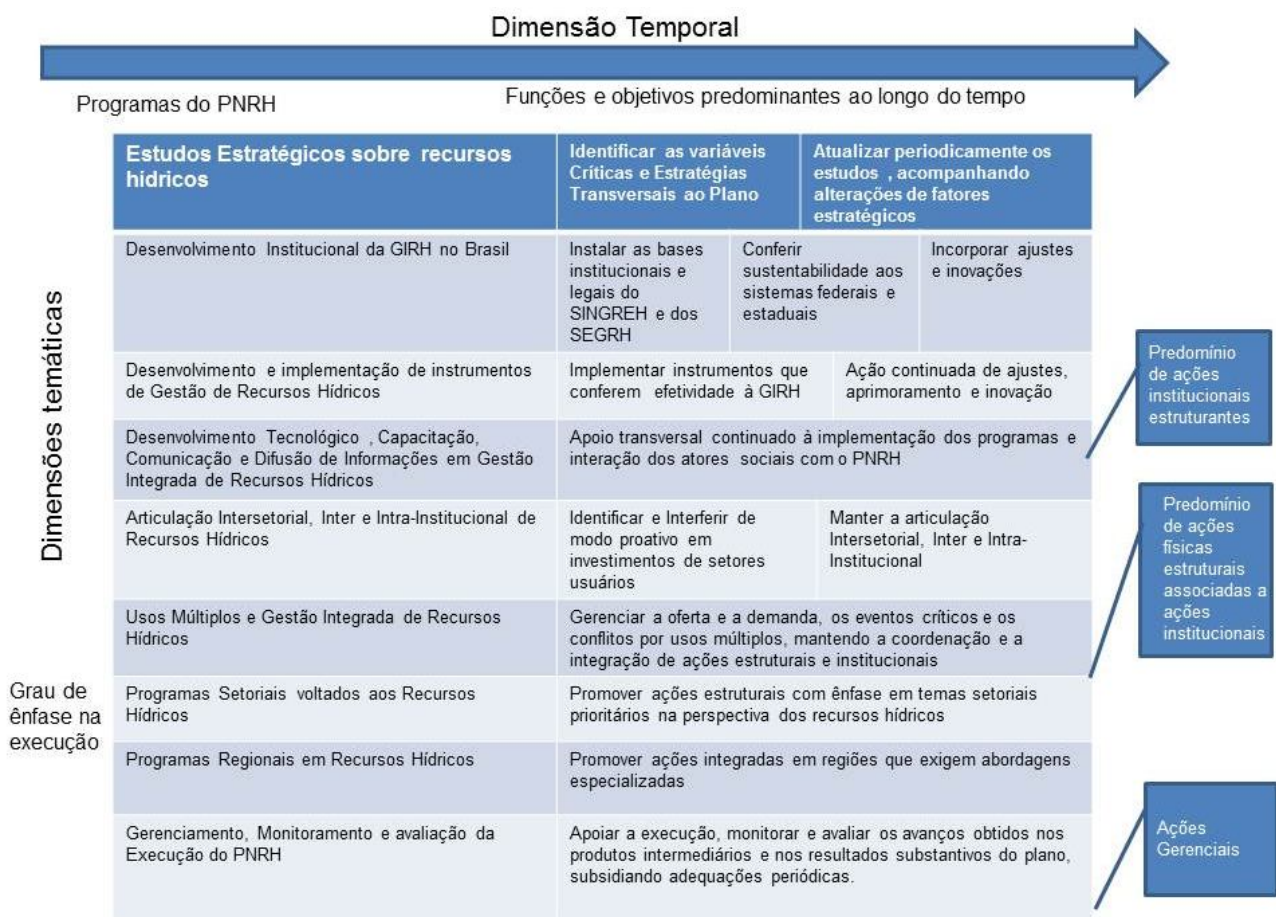 Dimensão Temporal
Programas do PNRH
Funções e objetivos predominantes ao longo do tempo
Estudos Estratégicos sobre recursos
hídricos
Identificar as variáveis
Críticas e Estratégias
Transversais ao Plano
Atualizar periodicamente os
estudos , acompanhando
alterações de fatores
estratégicos
Dimensões temáticas
Desenvolvimento Institucional da GIRH no Brasil
Instalar as bases
institucionais e
legais do
SINGREH e dos
SEGRH
Conferir
sustentabilidade aos
sistemas federais e
estaduais
Incorporar ajustes
e inovações
Desenvolvimento e implementação de instrumentos
de Gestão de Recursos Hídricos
Implementar instrumentos que
conferem efetividade à GIRH
Ação continuada de ajustes,
aprimoramento e inovação
Predomínio
de ações
institucionais
estruturantes
Desenvolvimento Tecnológico , Capacitação,
Comunicação e Difusão de Informações em Gestão
Integrada de Recursos Hídricos
Apoio transversal continuado à implementação dos programas e
interação dos atores sociais com o PNRH
Articulação Intersetorial, Inter e Intra-Institucional de
Recursos Hídricos
Identificar e Interferir de
modo proativo em
investimentos de setores
usuários
Manter a articulação
Intersetorial, Inter e Intra-
Institucional
Predomínio
de ações
físicas
estruturais
associadas a
ações
institucionais
Usos Múltiplos e Gestão Integrada de Recursos
Hídricos
Gerenciar a oferta e a demanda, os eventos críticos e os
conflitos por usos múltiplos, mantendo a coordenação e a
integração de ações estruturais e institucionais
Grau de
ênfase na
execução
Programas Setoriais voltados aos Recursos
Hídricos
Promover ações estruturais com ênfase em temas setoriais
prioritários na perspectiva dos recursos hídricos
Programas Regionais em Recursos Hídricos
Promover ações integradas em regiões que exigem abordagens
especializadas
Gerenciamento, Monitoramento e avaliação da
Execução do PNRH
Apoiar a execução, monitorar e avaliar os avanços obtidos nos
produtos intermediários e nos resultados substantivos do plano,
subsidiando adequações periódicas.
Ações
Gerenciais